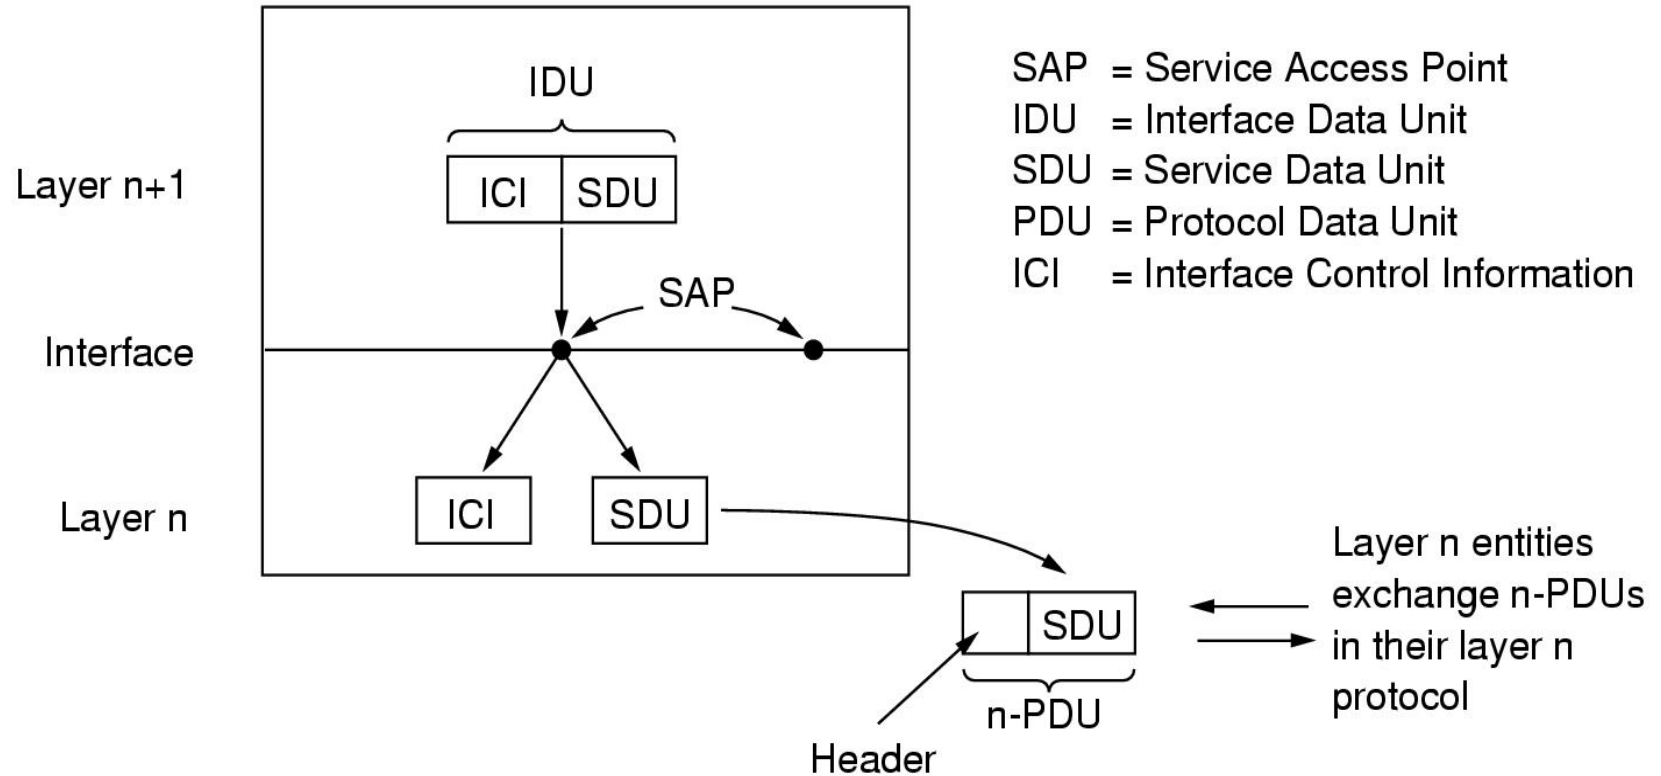 IDU
Layer n+1
ICI SDU
SAP
Interface
Layer n
ICI SDU
SAP = Service Access Point
IDU = Interface Data Unit
SDU = Service Data Unit
PDU = Protocol Data Unit
ICI = Interface Control Information
SDU
n-PDU
Header
Layer n entities
exchange n-PDUs
in their layer n
protocol